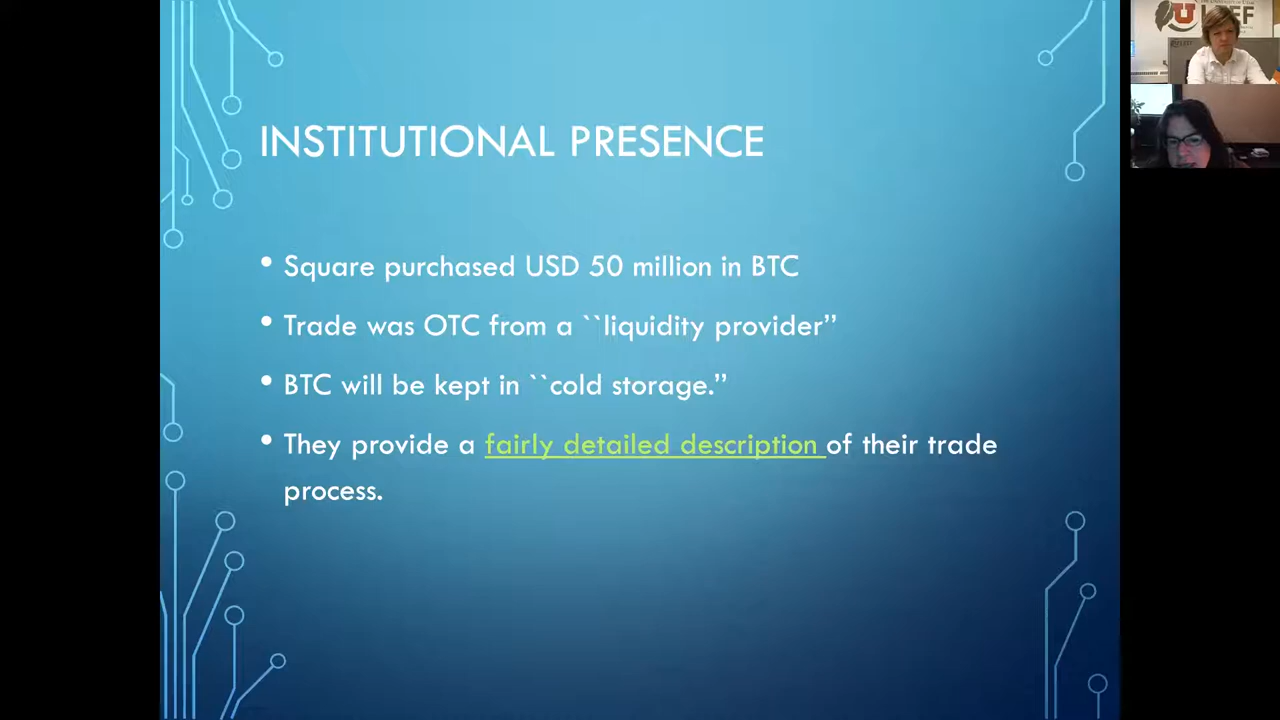 INSTITUTIONAL PRESENCE
• Square purchased USD 50 million in BTC
• Trade was OTC from a ``liquidity provider”
• BTC will be kept in ``cold storage.”
• They provide a fairly detailed description of their trade
process.
U